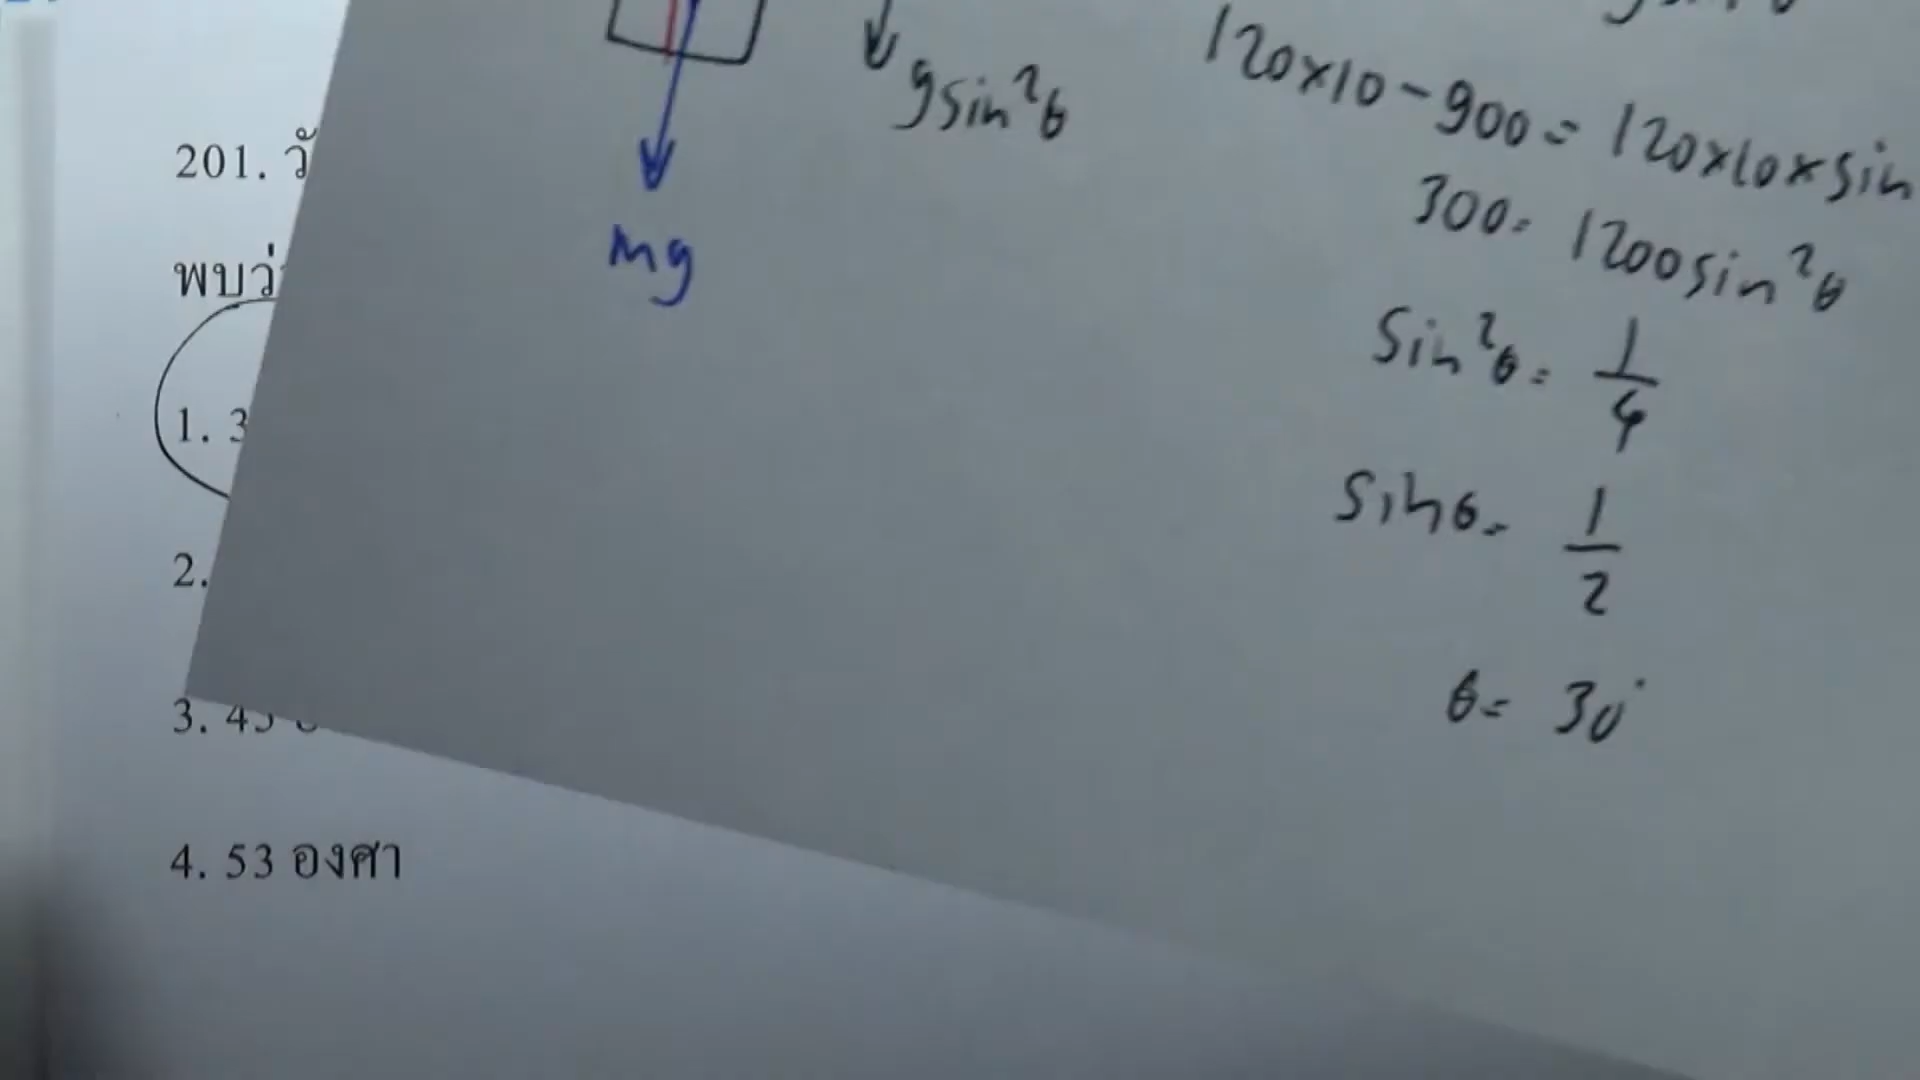 201.
พบว่
1. 3
2.
3. 45
4. 53 องศา
mg
gsin²θ
120×10-900=120×10×sin
300=1200sin²θ
Sin²θ=1/4
Sinθ=1/2
θ=30°